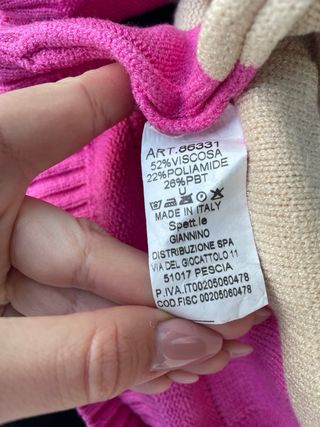 ART.86331
52%VISCOSA
22%POLIAMIDE
26%PBT
U
MADE IN ITALY
Spett.le
GIANNINO
DISTRIBUZIONE SPA
VIA DEL GIOCATTOLO 11
51017 PESCIA
P.IVA.IT00205060478
COD.FISC 00205060478